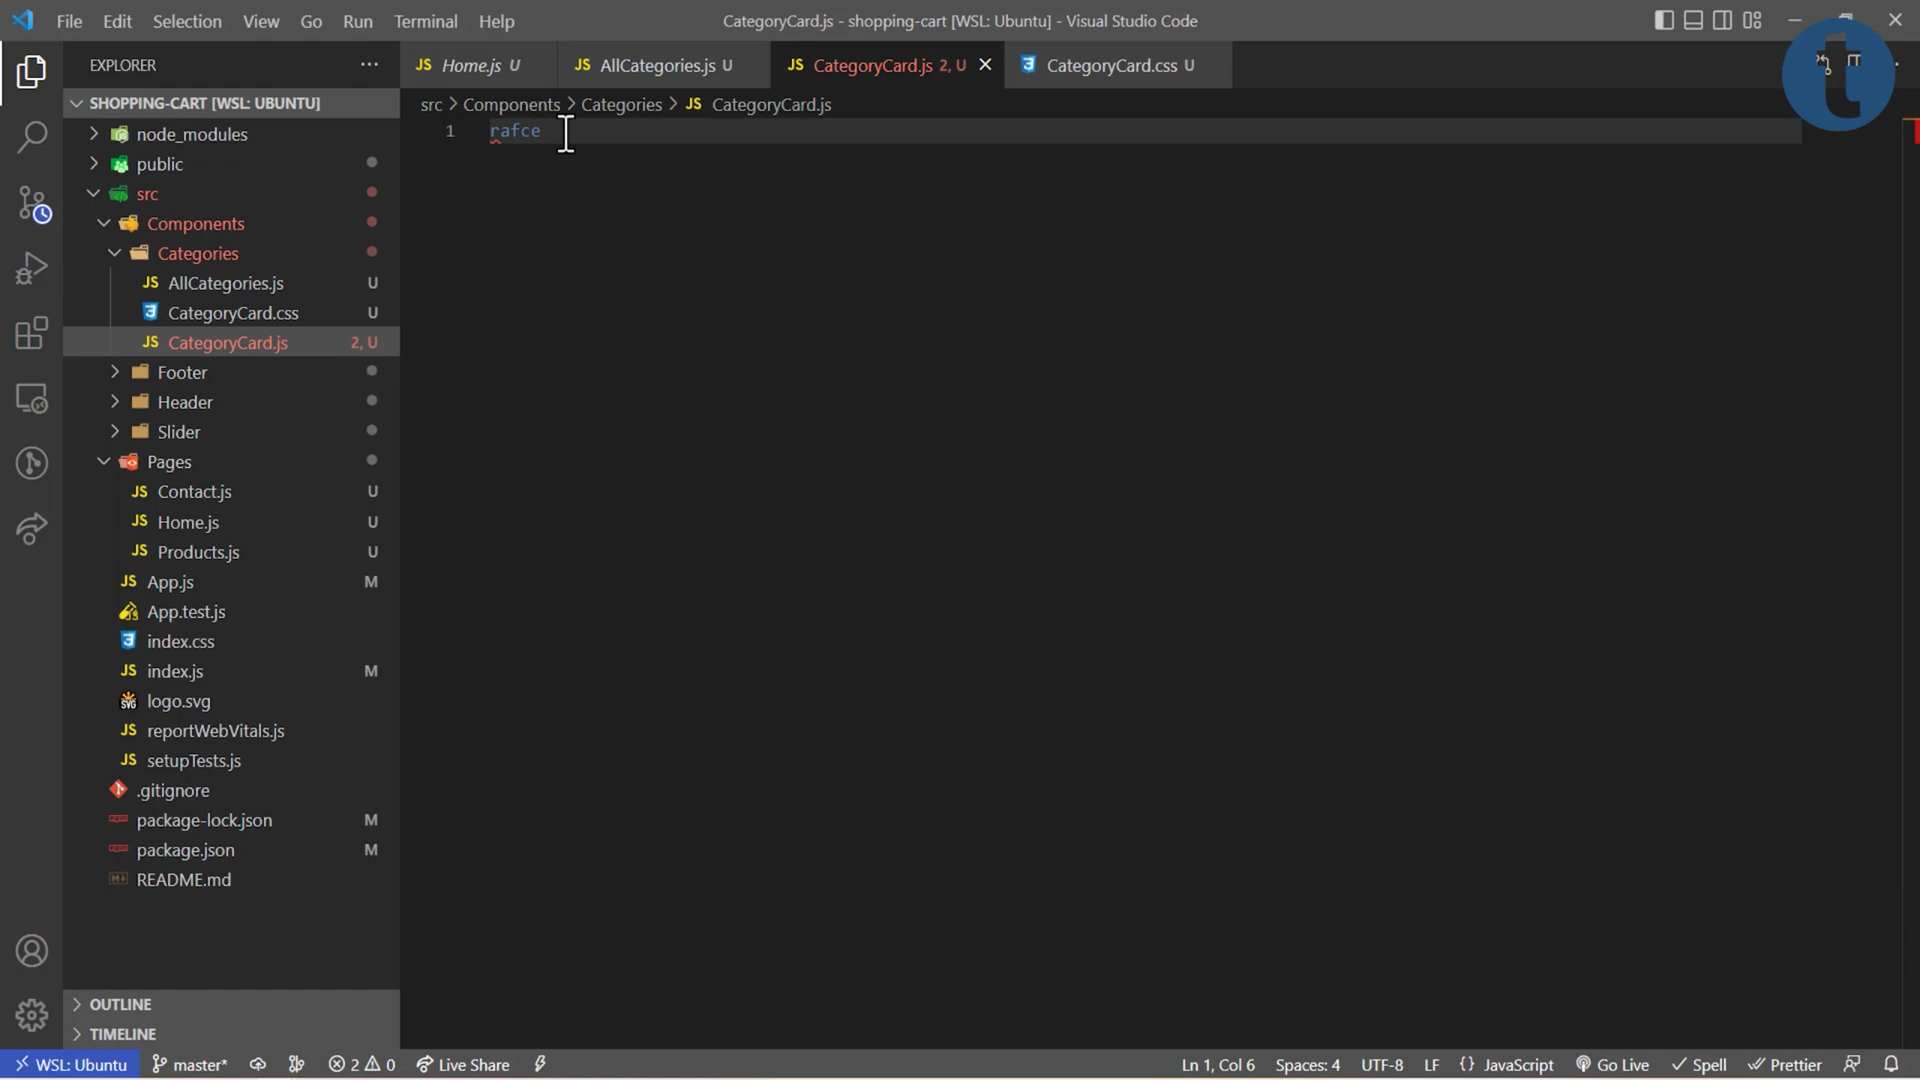 File Edit Selection View Go Run Terminal Help
CategoryCard.js - shopping-cart [WSL: Ubuntu] - Visual Studio Code
t
EXPLORER ···
JS Home.js U
JS AllCategories.js U
JS CategoryCard.js 2, U
CategoryCard.css U
SHOPPING-CART [WSL: UBUNTU]
src > Components > Categories > JS CategoryCard.js
1 rafce
node_modules
public
src
Components
Categories
JS AllCategories.js U
CategoryCard.css U
JS CategoryCard.js 2, U
Footer
Header
Slider
Pages
JS Contact.js U
JS Home.js U
JS Products.js U
JS App.js M
App.test.js
index.css
JS index.js M
SVG logo.svg
JS reportWebVitals.js
JS setupTests.js
.gitignore
package-lock.json M
package.json M
README.md
OUTLINE
TIMELINE
WSL: Ubuntu master* 2 0 Live Share
Ln 1, Col 6 Spaces: 4 UTF-8 LF {} JavaScript Go Live Spell Prettier